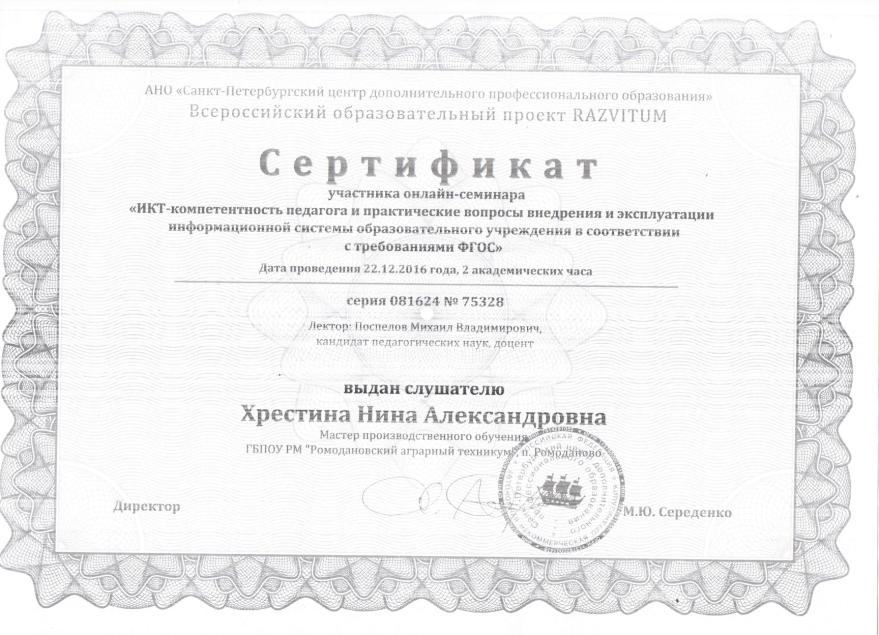 АНО «Санкт-Петербургский центр дополнительного профессионального образования»
Всероссийский образовательный проект RAZVITUM
Сертификат
участника онлайн-семинара
«ИКТ-компетентность педагога и практические вопросы внедрения и эксплуатации
информационной системы образовательного учреждения в соответствии
с требованиями ФГОС»
Дата проведения 22.12.2016 года, 2 академических часа
серия 081624 № 75328
Лектор: Поспелов Михаил Владимирович,
кандидат педагогических наук, доцент
выдан слушателю
Хрестина Нина Александровна
Мастер производственного обучения
ГБПОУ РМ "Ромодановский аграрный техникум", п. Ромоданово
Директор
М.Ю. Середенко